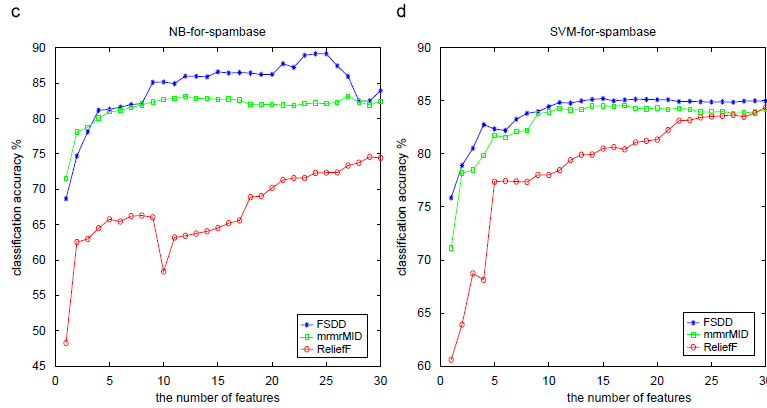 c
NB-for-spambase
90
85
80
75
70
65
60
55
50
45
0
5
10
15
20
25
30
classification accuracy %
the number of features
FSDD
mrmrMID
ReliefF
d
SVM-for-spambase
90
85
80
75
70
65
60
0
5
10
15
20
25
30
classification accuracy %
the number of features
FSDD
mrmrMID
ReliefF